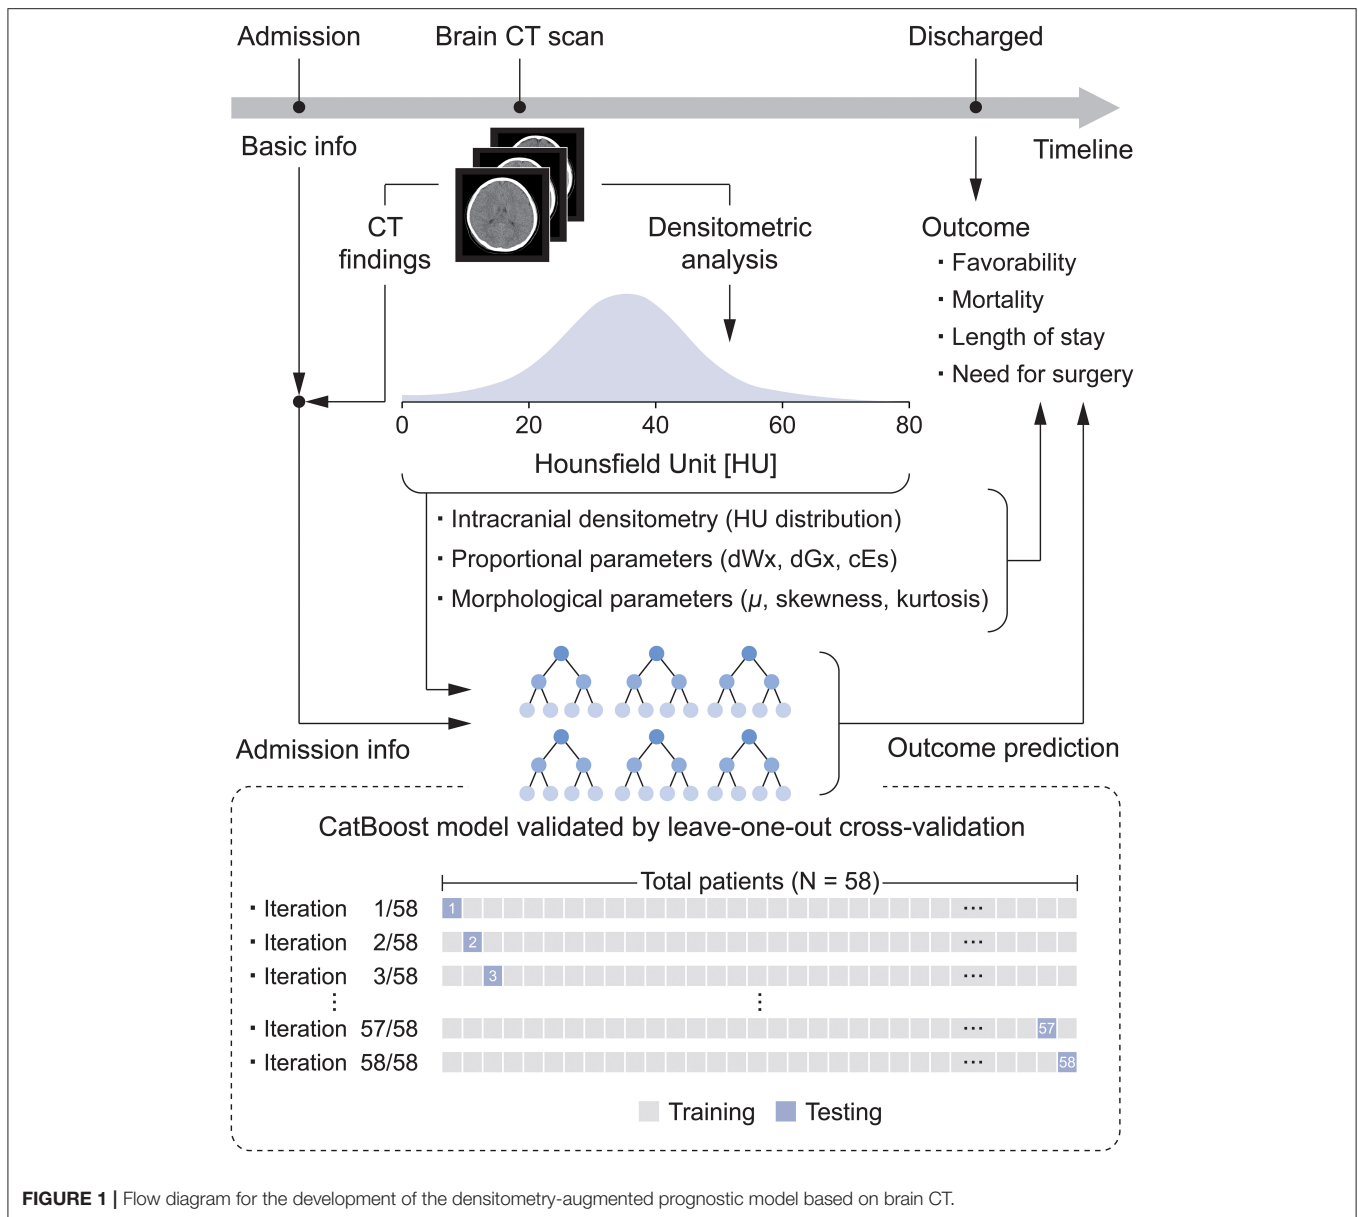 Admission
Brain CT scan
Discharged
Basic info
Timeline
CT
findings
Densitometric
analysis
Outcome
· Favorability
· Mortality
· Length of stay
· Need for surgery
0 20 40 60 80
Hounsfield Unit [HU]
· Intracranial densitometry (HU distribution)
· Proportional parameters (dWx, dGx, cEs)
· Morphological parameters (μ, skewness, kurtosis)
Admission info
Outcome prediction
CatBoost model validated by leave-one-out cross-validation
Total patients (N = 58)
· Iteration 1/58 1 ···
· Iteration 2/58 2 ···
· Iteration 3/58 3 ···
⋮ ⋮
· Iteration 57/58 ··· 57
· Iteration 58/58 ··· 58
Training Testing
FIGURE 1 | Flow diagram for the development of the densitometry-augmented prognostic model based on brain CT.